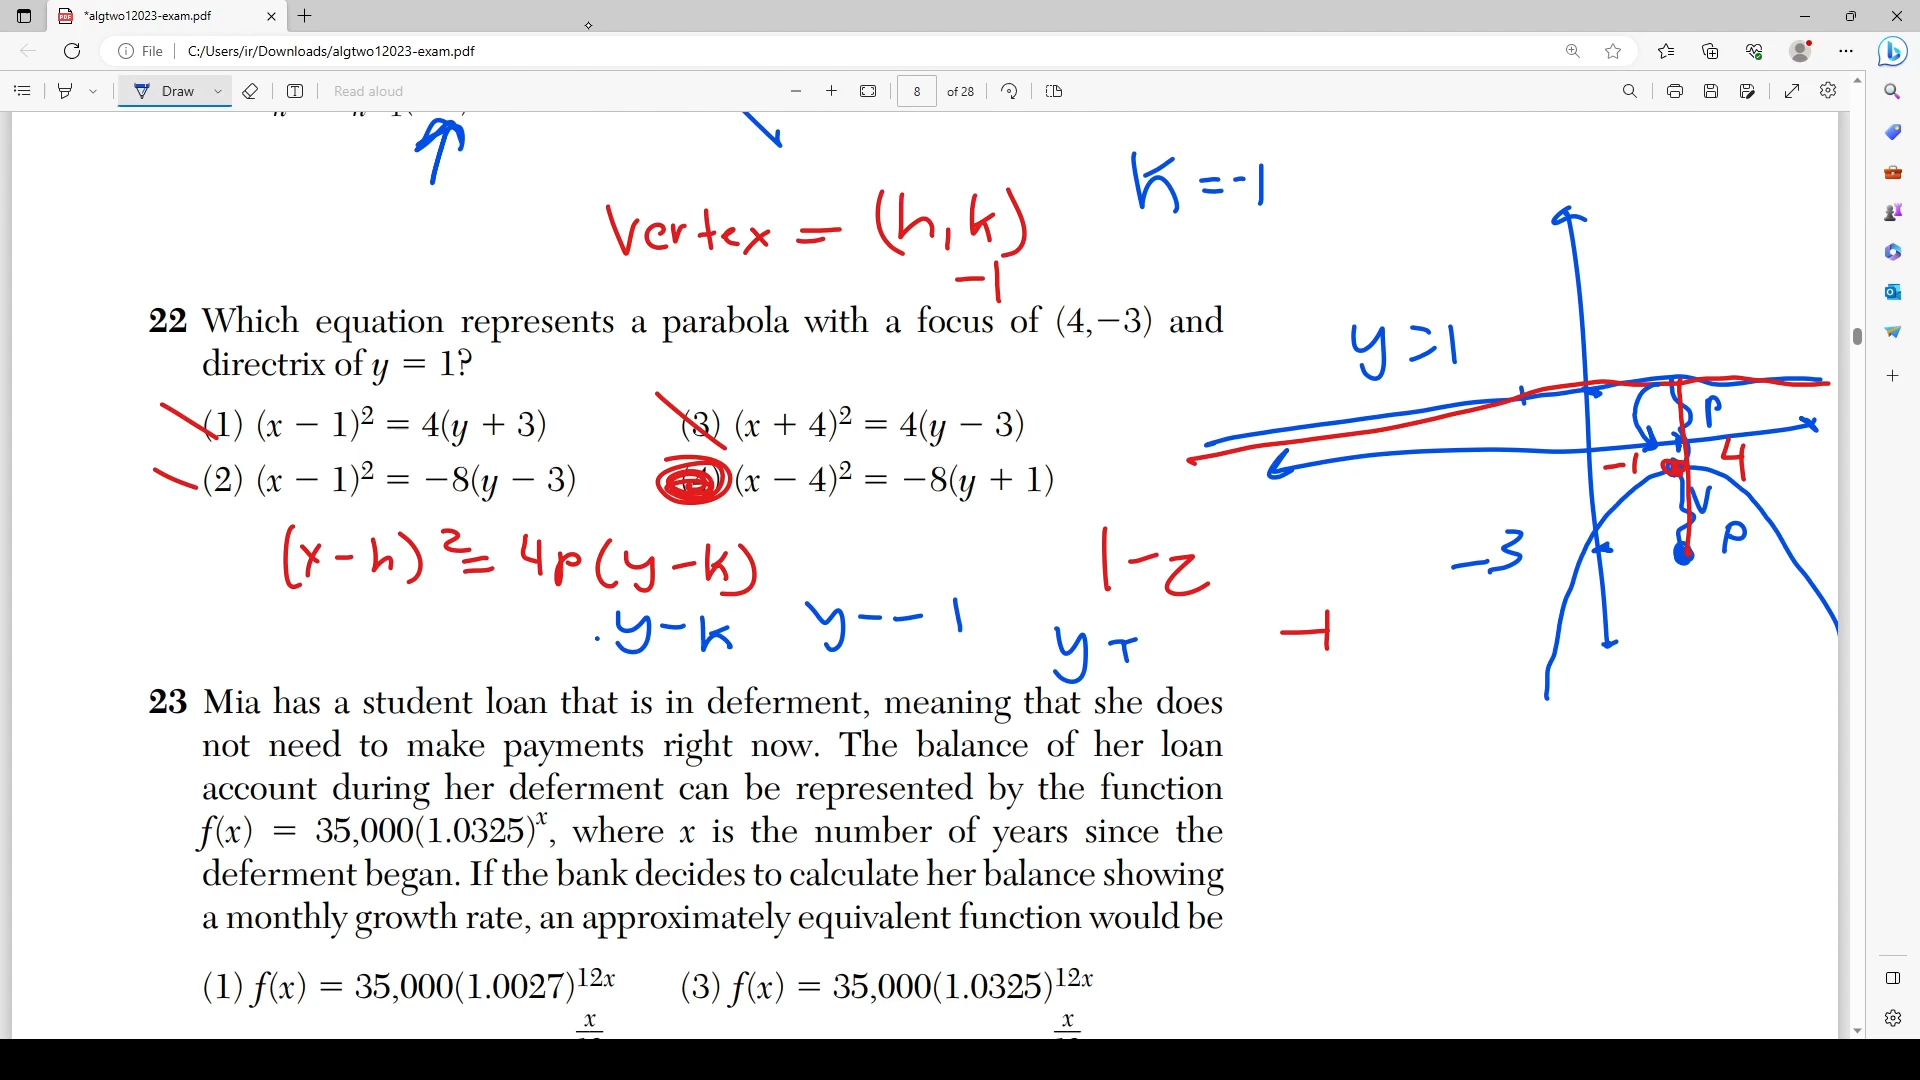 *algtwo12023-exam.pdf
File
C:/Users/ir/Downloads/algtwo12023-exam.pdf
Draw
Read aloud
8 of 28
K = -1
Vertex = (h, k)
-1
22 Which equation represents a parabola with a focus of (4,−3) and
directrix of y = 1?
(1) (x − 1)² = 4(y + 3)
(3) (x + 4)² = 4(y − 3)
(2) (x − 1)² = −8(y − 3)
(x − 4)² = −8(y + 1)
y = 1
P
-1
4
V
P
-3
(x-h)² = 4p(y-k)
1-2
y-k
y--1
y+
-1
23 Mia has a student loan that is in deferment, meaning that she does
not need to make payments right now. The balance of her loan
account during her deferment can be represented by the function
f(x) = 35,000(1.0325)ˣ, where x is the number of years since the
deferment began. If the bank decides to calculate her balance showing
a monthly growth rate, an approximately equivalent function would be
(1) f(x) = 35,000(1.0027)¹²ˣ
(3) f(x) = 35,000(1.0325)¹²ˣ
x
x